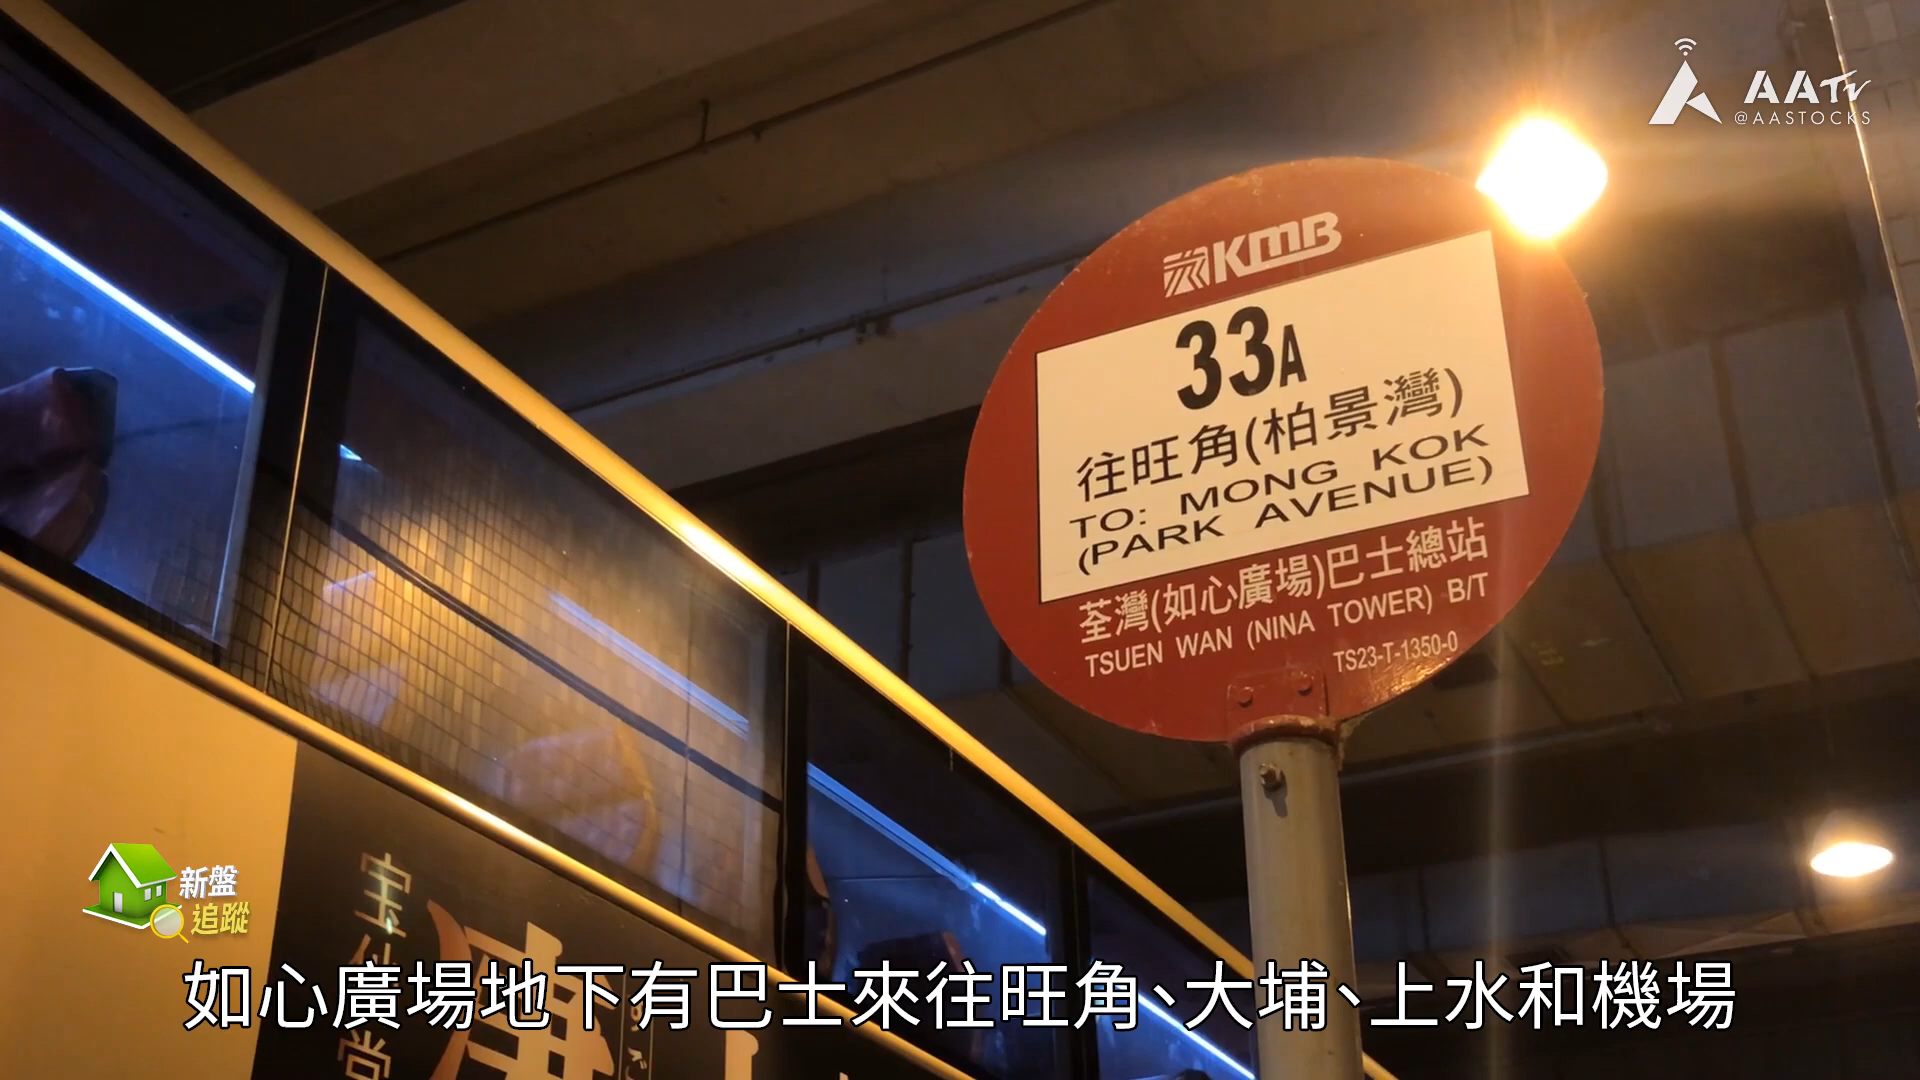 AATV
@AASTOCKS
KMB
33A
往旺角(柏景灣)
TO: MONG KOK
(PARK AVENUE)
荃灣(如心廣場)巴士總站
TSUEN WAN (NINA TOWER) B/T
TS23-T-1350-0
新盤
追蹤
如心廣場地下有巴士來往旺角、大埔、上水和機場